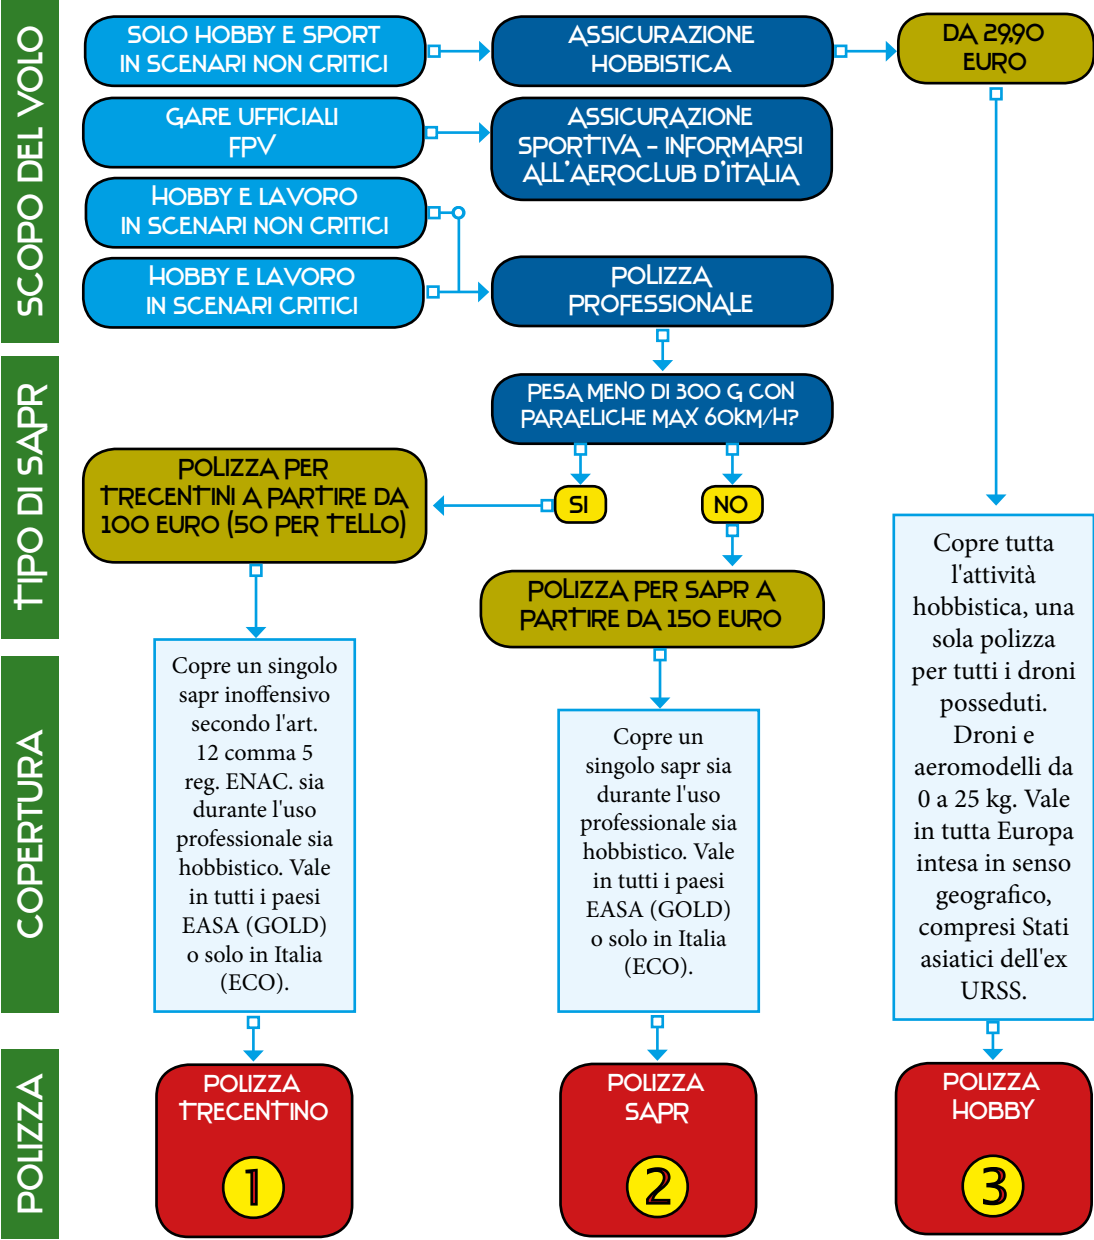 SCOPO DEL VOLO
SOLO HOBBY E SPORT
IN SCENARI NON CRITICI
ASSICURAZIONE
HOBBISTICA
DA 29,90
EURO
GARE UFFICIALI
FPV
ASSICURAZIONE
SPORTIVA - INFORMARSI
ALL'AEROCLUB D'ITALIA
HOBBY E LAVORO
IN SCENARI NON CRITICI
HOBBY E LAVORO
IN SCENARI CRITICI
POLIZZA
PROFESSIONALE
TIPO DI SAPR
PESA MENO DI 300 G CON
PARAELICHE MAX 60KM/H?
SI
NO
POLIZZA PER
TRECENTINI A PARTIRE DA
100 EURO (50 PER TELLO)
POLIZZA PER SAPR A
PARTIRE DA 150 EURO
COPERTURA
Copre un singolo
sapr inoffensivo
secondo l'art.
12 comma 5
reg. ENAC. sia
durante l'uso
professionale sia
hobbistico. Vale
in tutti i paesi
EASA (GOLD)
o solo in Italia
(ECO).
Copre un
singolo sapr sia
durante l'uso
professionale sia
hobbistico. Vale
in tutti i paesi
EASA (GOLD)
o solo in Italia
(ECO).
Copre tutta
l'attività
hobbistica, una
sola polizza
per tutti i droni
posseduti.
Droni e
aeromodelli da
0 a 25 kg. Vale
in tutta Europa
intesa in senso
geografico,
compresi Stati
asiatici dell'ex
URSS.
POLIZZA
POLIZZA
TRECENTINO
1
POLIZZA
SAPR
2
POLIZZA
HOBBY
3